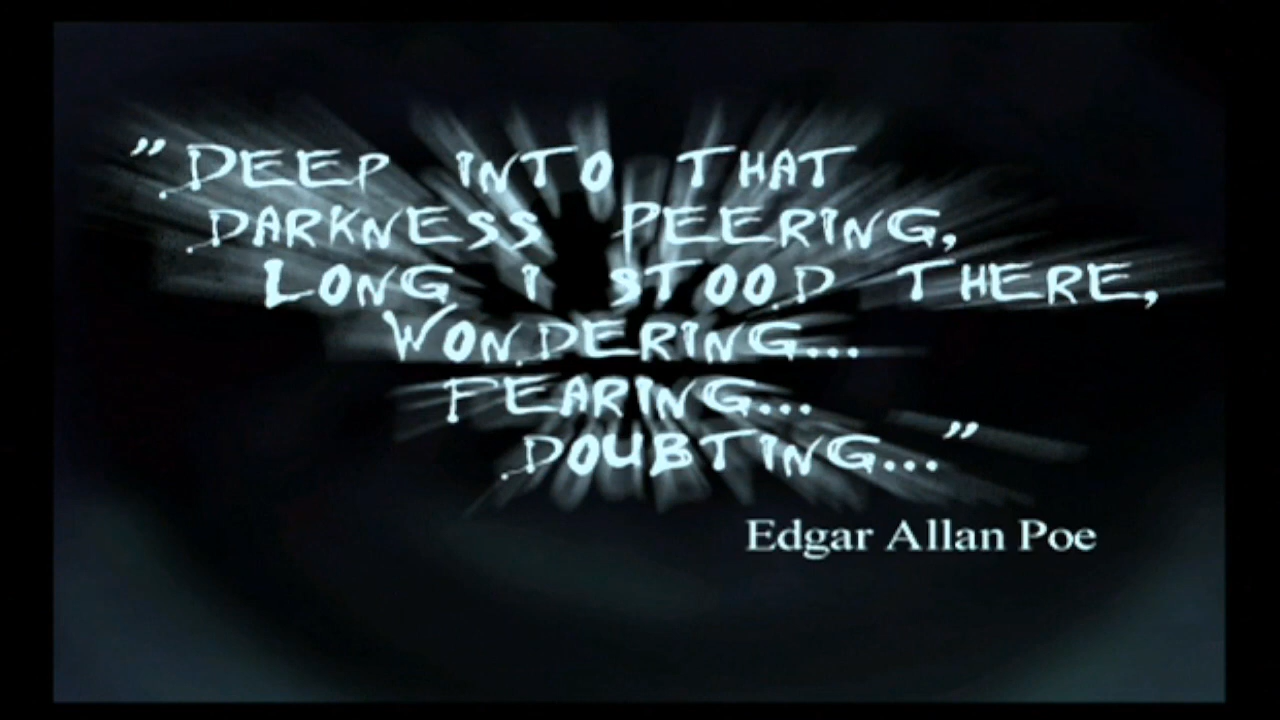 "DEEP INTO THAT
DARKNESS PEERING,
LONG I STOOD THERE,
WONDERING...
FEARING...
DOUBTING..."
Edgar Allan Poe